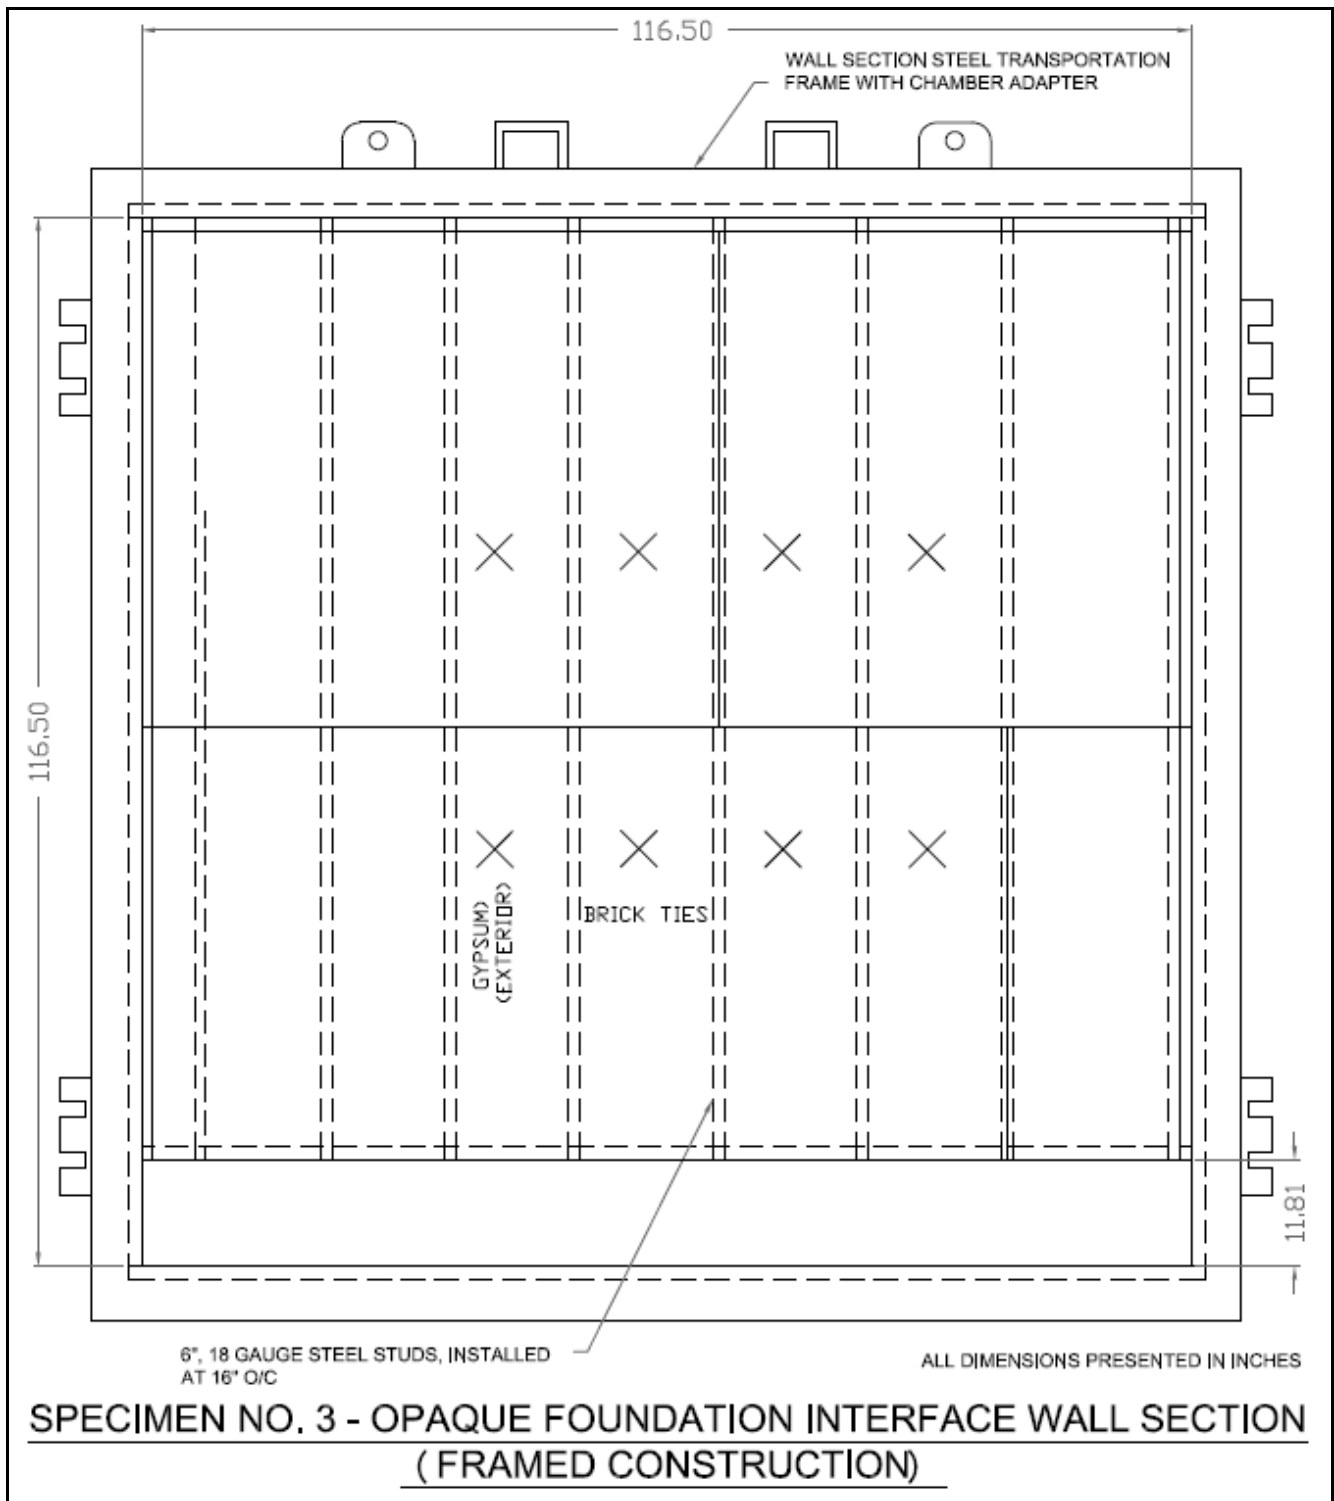 116.50
WALL SECTION STEEL TRANSPORTATION
FRAME WITH CHAMBER ADAPTER
116.50
GYPSUM)
(EXTERIOR)
BRICK TIES
11.81
6", 18 GAUGE STEEL STUDS, INSTALLED
AT 16" O/C
ALL DIMENSIONS PRESENTED IN INCHES
SPECIMEN NO. 3 - OPAQUE FOUNDATION INTERFACE WALL SECTION
( FRAMED CONSTRUCTION)